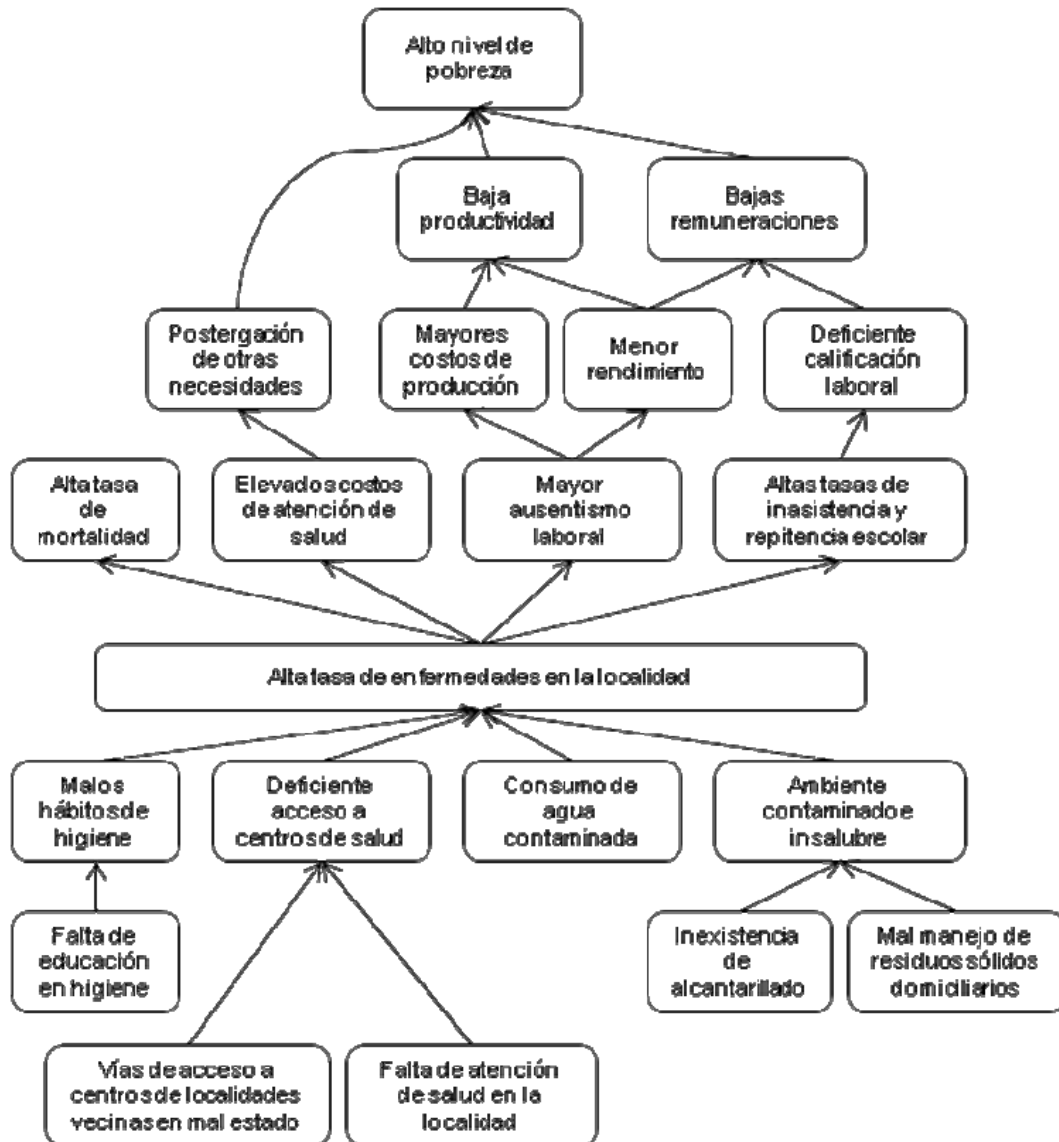 Alto nivel de
pobreza
Baja
productividad
Bajas
remuneraciones
Postergación
de otras
necesidades
Mayores
costos de
producción
Menor
rendimiento
Deficiente
calificación
laboral
Alta tasa
de
mortalidad
Elevados costos
de atención de
salud
Mayor
ausentismo
laboral
Altas tasas de
inasistencia y
repitencia escolar
Alta tasa de enfermedades en la localidad
Malos
hábitos de
higiene
Deficiente
acceso a
centros de salud
Consumo de
agua
contaminada
Ambiente
contaminado e
insalubre
Falta de
educación
en higiene
Inexistencia
de
alcantarillado
Mal manejo de
residuos sólidos
domiciliarios
Vías de acceso a
centros de localidades
vecinas en mal estado
Falta de atención
de salud en la
localidad